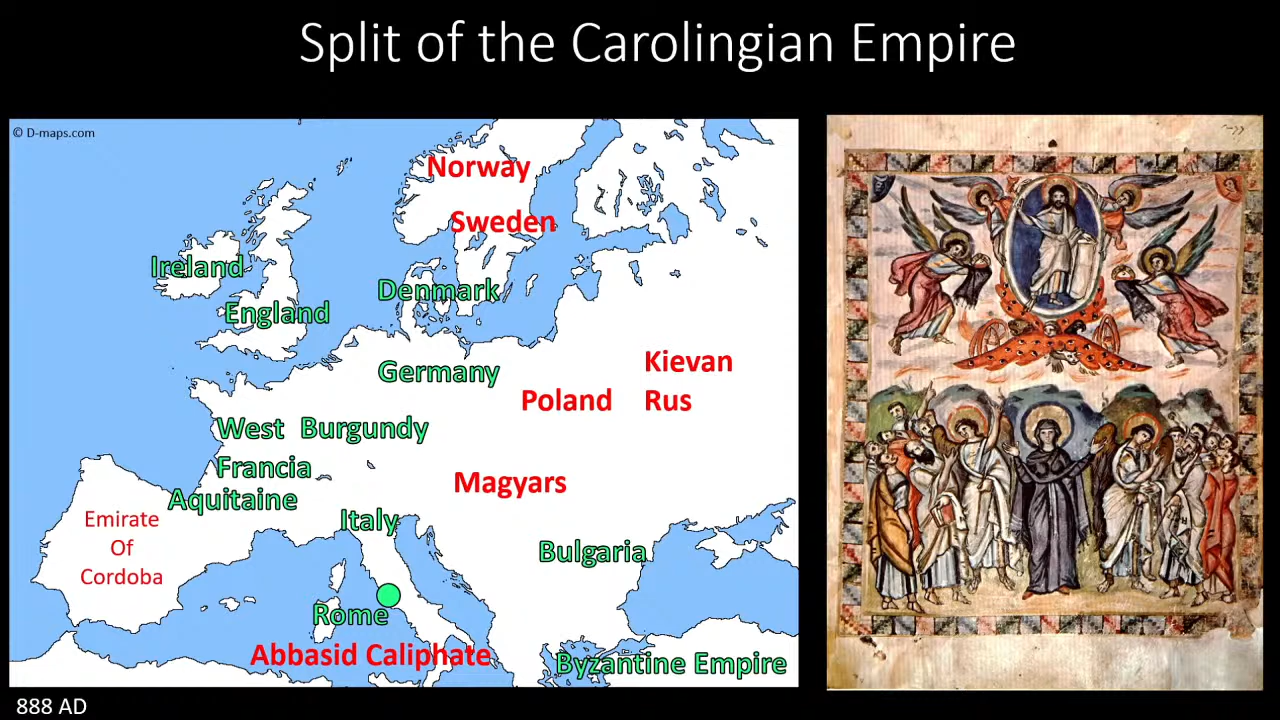 Split of the Carolingian Empire
© D-maps.com
Norway
Sweden
Ireland
Denmark
England
Germany
Kievan
Rus
Poland
West
Francia
Burgundy
Magyars
Aquitaine
Emirate
Of
Cordoba
Italy
Bulgaria
Rome
Abbasid Caliphate
Byzantine Empire
888 AD